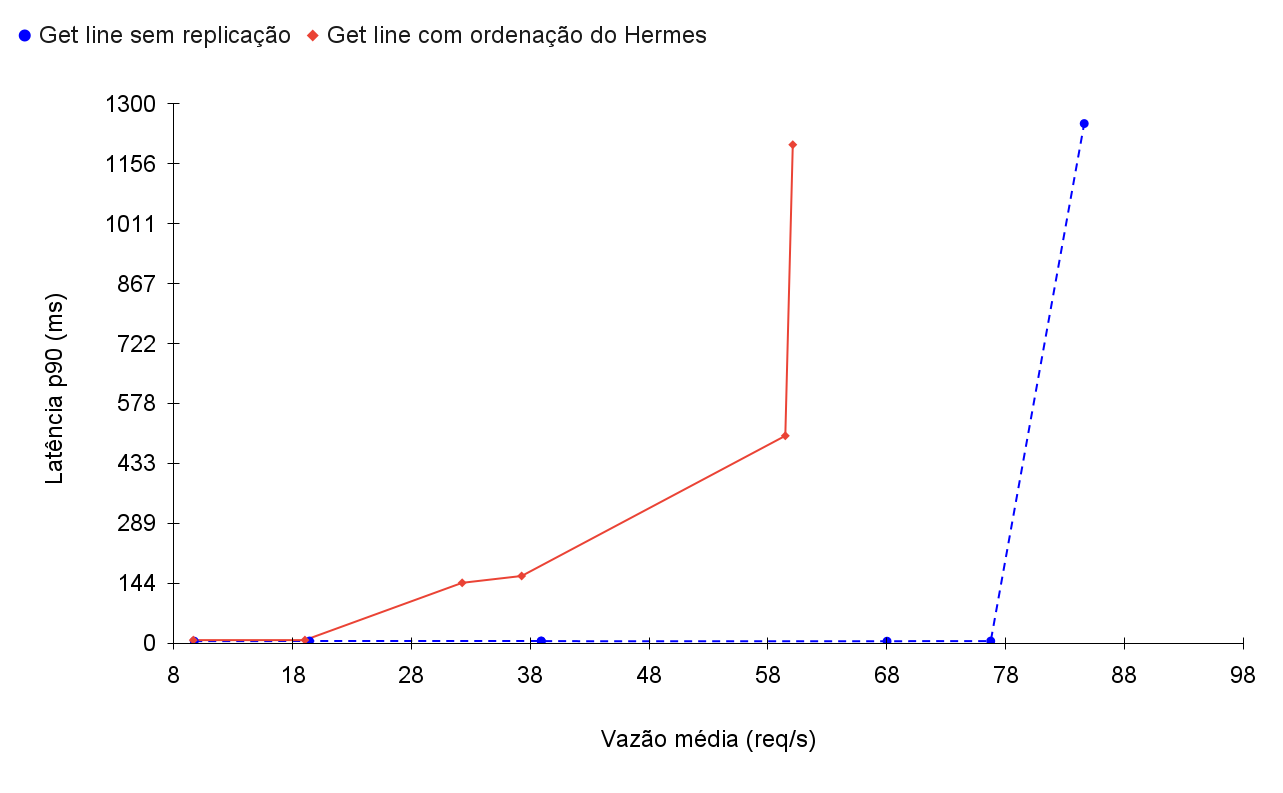 Get line sem replicação Get line com ordenação do Hermes
1300
1156
1011
867
722
578
433
289
144
0
Latência p90 (ms)
8 18 28 38 48 58 68 78 88 98
Vazão média (req/s)